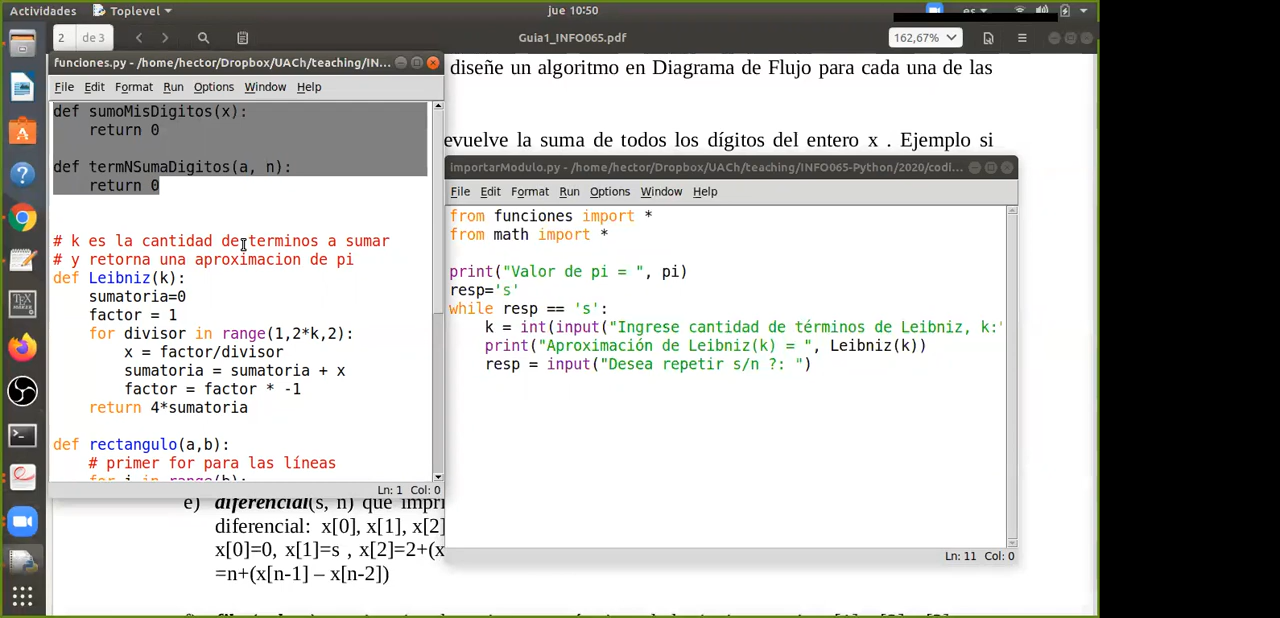 Actividades
Toplevel
jue 10:50
es
2
de 3
Guia1_INFO065.pdf
162,67%
diseñe un algoritmo en Diagrama de Flujo para cada una de las
evuelve la suma de todos los dígitos del entero x . Ejemplo si
funciones.py - /home/hector/Dropbox/UACh/teaching/IN...
File Edit Format Run Options Window Help
def sumoMisDigitos(x):
return 0
def termNSumaDigitos(a, n):
return 0
# k es la cantidad de terminos a sumar
# y retorna una aproximacion de pi
def Leibniz(k):
sumatoria=0
factor = 1
for divisor in range(1,2*k,2):
x = factor/divisor
sumatoria = sumatoria + x
factor = factor * -1
return 4*sumatoria
def rectangulo(a,b):
# primer for para las líneas
for i in range(b):
Ln: 1 Col: 0
importarModulo.py - /home/hector/Dropbox/UACh/teaching/INFO065-Python/2020/codi...
File Edit Format Run Options Window Help
from funciones import *
from math import *
print("Valor de pi = ", pi)
resp='s'
while resp == 's':
k = int(input("Ingrese cantidad de términos de Leibniz, k:'
print("Aproximación de Leibniz(k) = ", Leibniz(k))
resp = input("Desea repetir s/n ?: ")
Ln: 11 Col: 0
e) diferencial(s, n) que impri
diferencial: x[0], x[1], x[2]
x[0]=0, x[1]=s , x[2]=2+(x
=n+(x[n-1] – x[n-2])